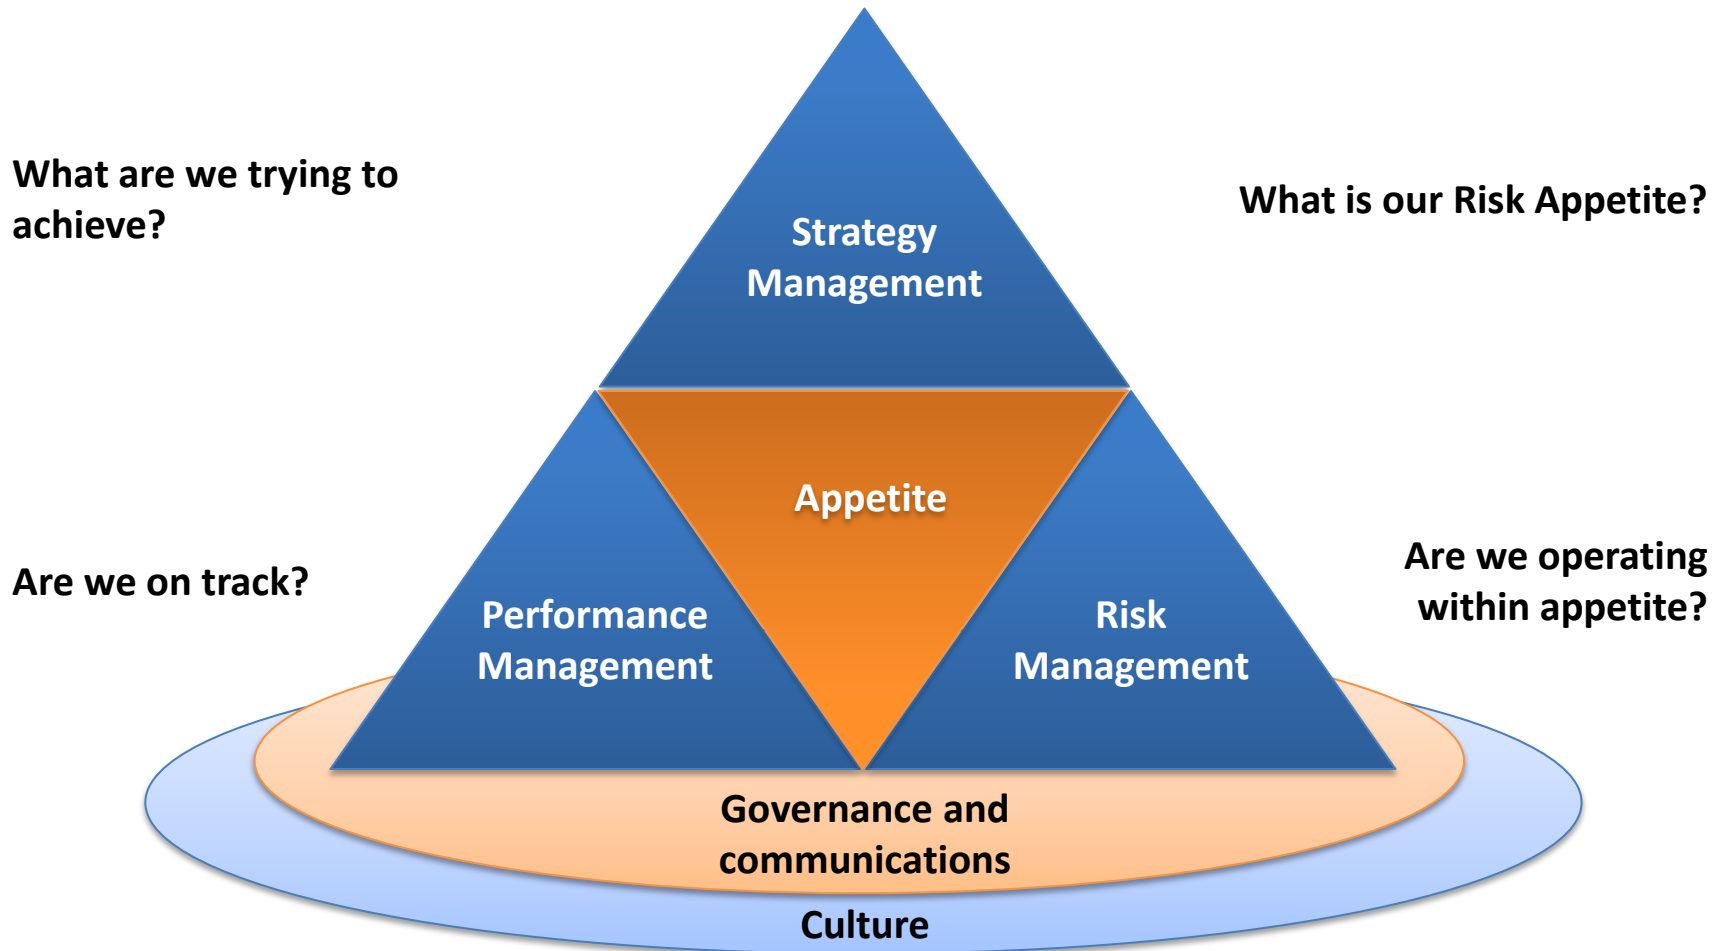 What are we trying to
achieve?
What is our Risk Appetite?
Strategy
Management
Appetite
Are we on track?
Are we operating
within appetite?
Performance
Management
Risk
Management
Governance and
communications
Culture